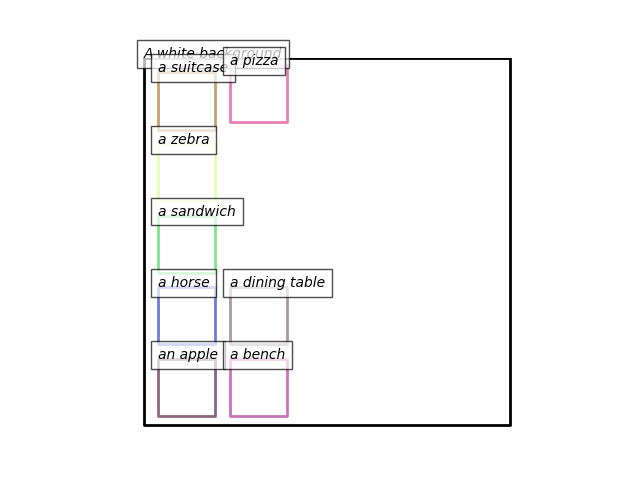 A white background
a suitcase
a pizza
a zebra
a sandwich
a horse
a dining table
an apple
a bench